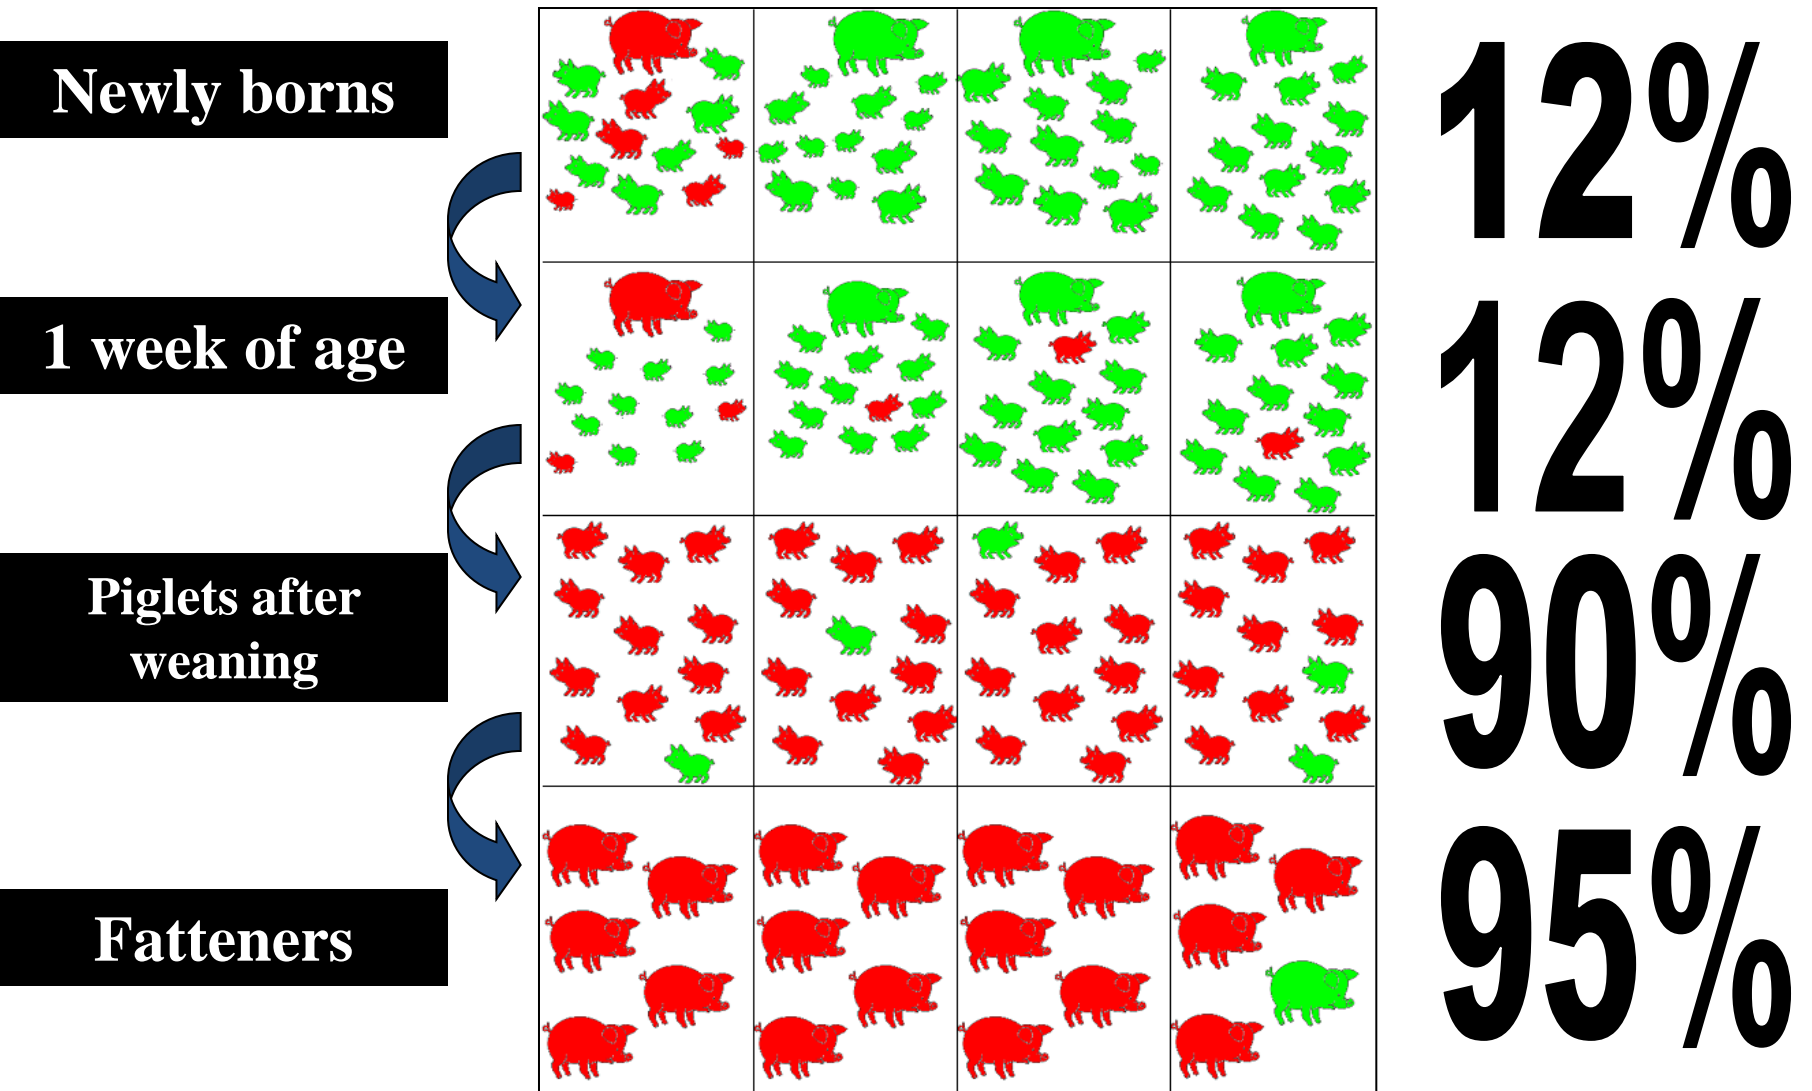 Newly borns
12%
1 week of age
12%
Piglets after
weaning
90%
Fatteners
95%